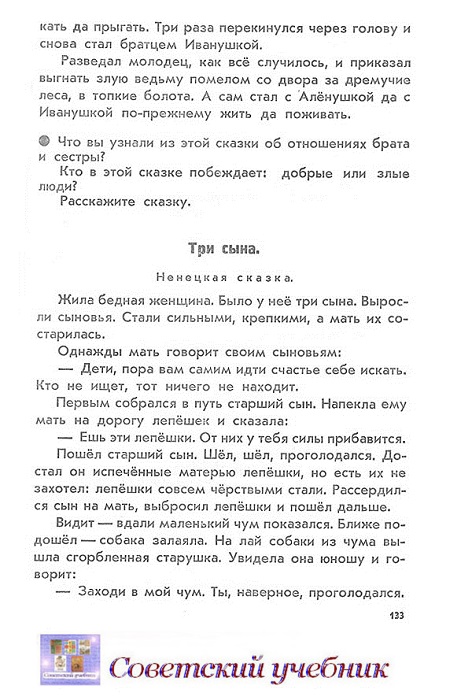 кать да прыгать. Три раза перекинулся через голову и
снова стал братцем Иванушкой.
Разведал молодец, как всё случилось, и приказал
выгнать злую ведьму помелом со двора за дремучие
леса, в топкие болота. А сам стал с Алёнушкой да с
Иванушкой по-прежнему жить да поживать.
Что вы узнали из этой сказки об отношениях брата
и сестры?
Кто в этой сказке побеждает: добрые или злые
люди?
Расскажите сказку.
Три сына.
Ненецкая сказка.
Жила бедная женщина. Было у неё три сына. Вырос-
ли сыновья. Стали сильными, крепкими, а мать их со-
старилась.
Однажды мать говорит своим сыновьям:
— Дети, пора вам самим идти счастье себе искать.
Кто не ищет, тот ничего не находит.
Первым собрался в путь старший сын. Напекла ему
мать на дорогу лепёшек и сказала:
— Ешь эти лепёшки. От них у тебя силы прибавится.
Пошёл старший сын. Шёл, шёл, проголодался. До-
стал он испечённые матерью лепёшки, но есть их не
захотел: лепёшки совсем чёрствыми стали. Рассердил-
ся сын на мать, выбросил лепёшки и пошёл дальше.
Видит — вдали маленький чум показался. Ближе по-
дошёл — собака залаяла. На лай собаки из чума вы-
шла сгорбленная старушка. Увидела она юношу и го-
ворит:
— Заходи в мой чум. Ты, наверное, проголодался.
133
Советский учебник
Советский учебник